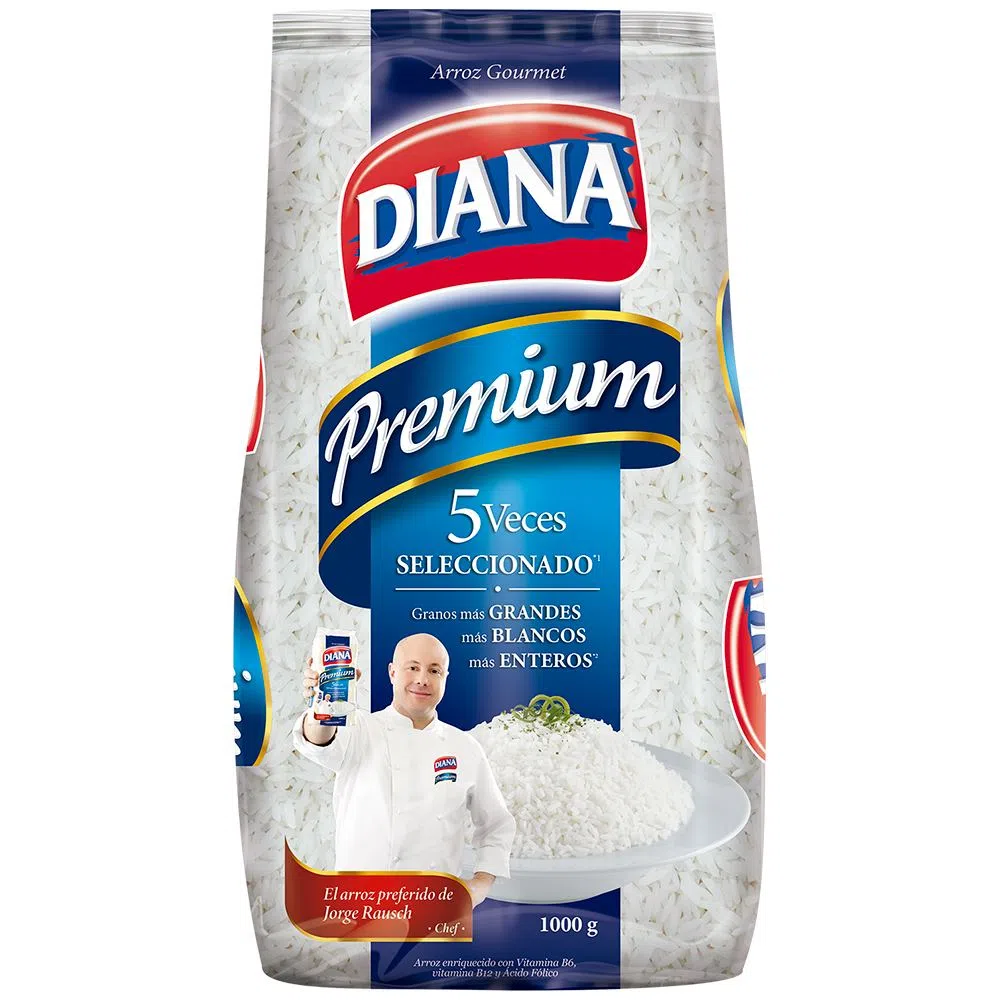 Arroz Gourmet
DIANA
Premium
5 Veces
SELECCIONADO*1
Granos más GRANDES
más BLANCOS
más ENTEROS*2
DIANA
Premium
DIANA
Premium
El arroz preferido de
Jorge Rausch
· Chef ·
1000 g
Arroz enriquecido con Vitamina B6,
vitamina B12 y Ácido Fólico